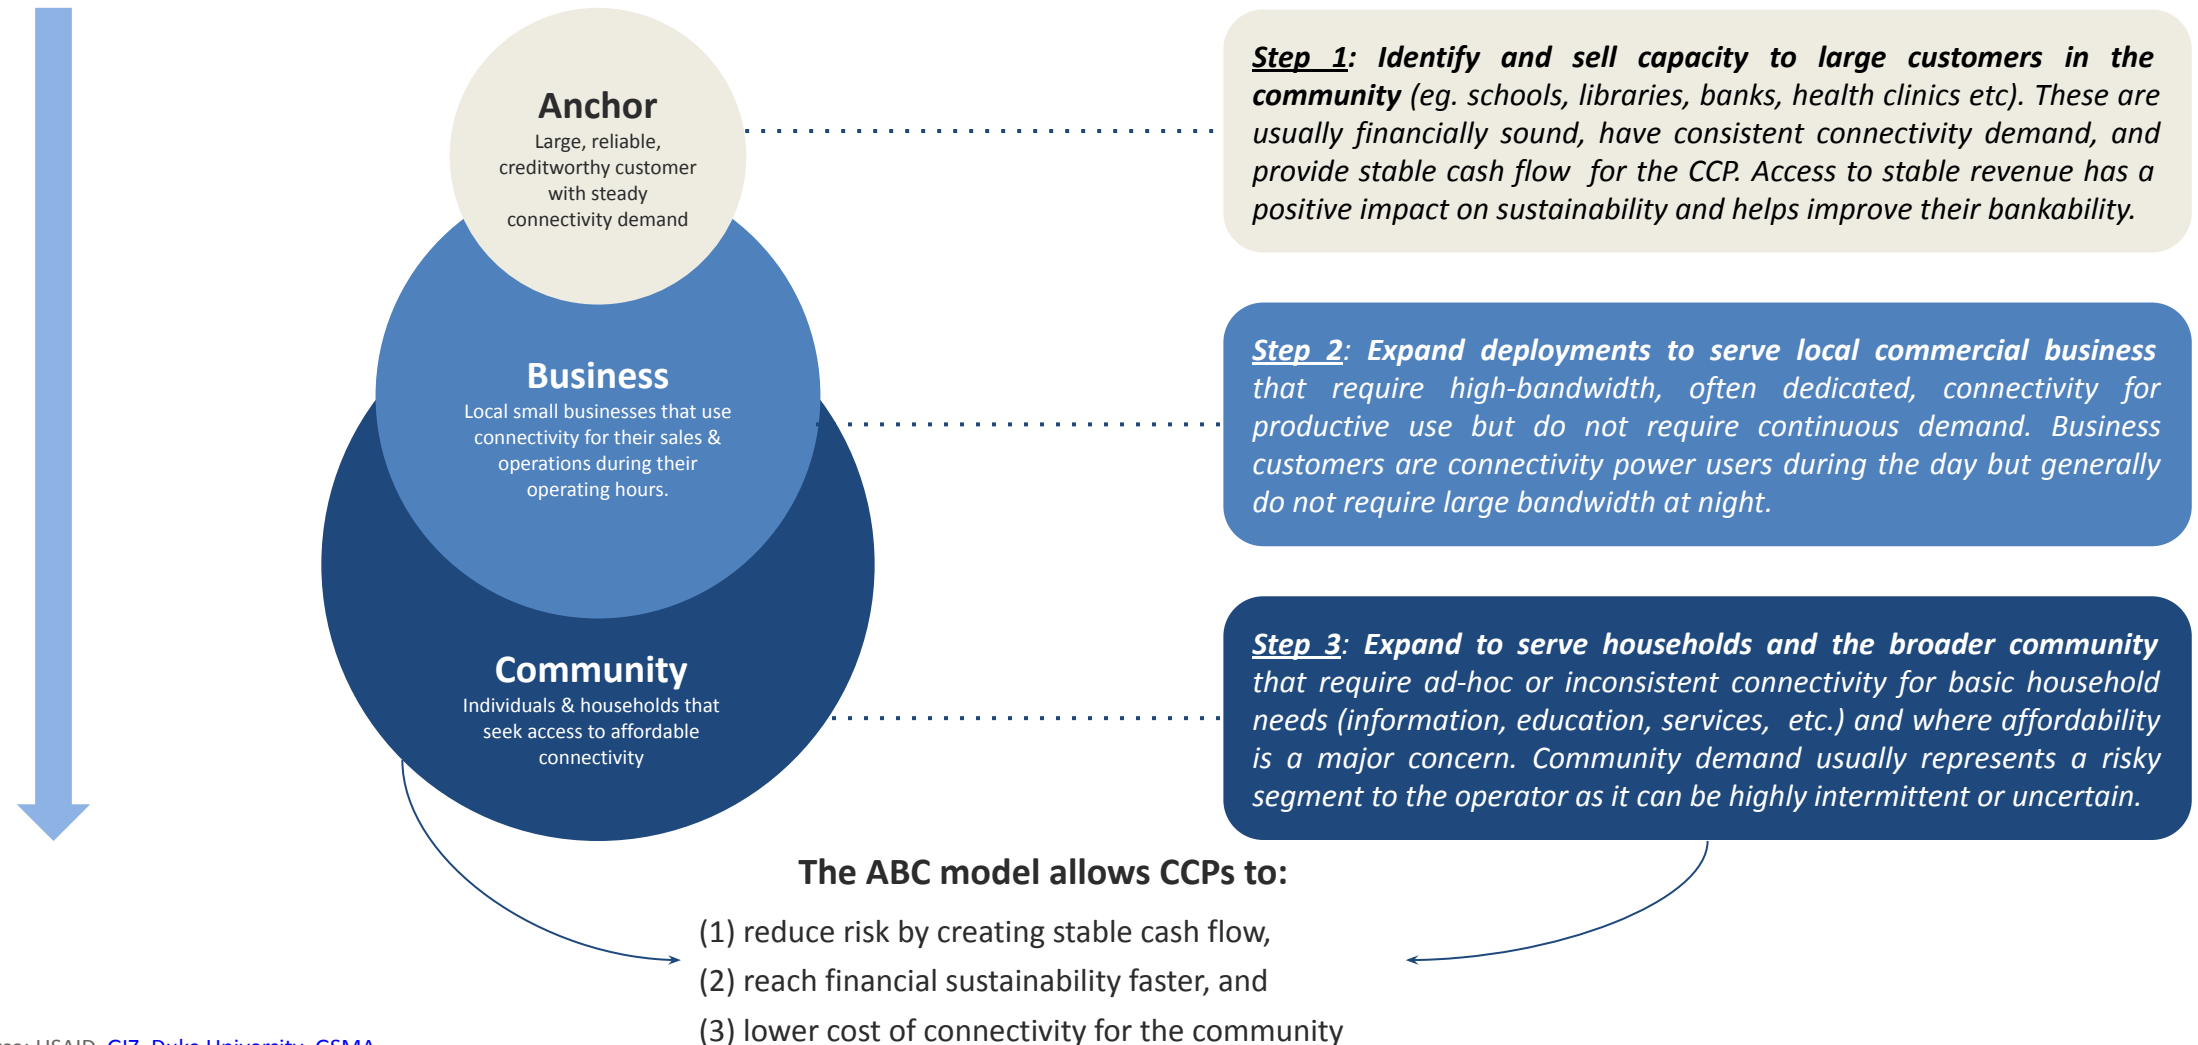 Anchor
Large, reliable,
creditworthy customer
with steady
connectivity demand
Step 1: Identify and sell capacity to large customers in the
community (eg. schools, libraries, banks, health clinics etc). These are
usually financially sound, have consistent connectivity demand, and
provide stable cash flow for the CCP. Access to stable revenue has a
positive impact on sustainability and helps improve their bankability.
Business
Local small businesses that use
connectivity for their sales &
operations during their
operating hours.
Step 2: Expand deployments to serve local commercial business
that require high-bandwidth, often dedicated, connectivity for
productive use but do not require continuous demand. Business
customers are connectivity power users during the day but generally
do not require large bandwidth at night.
Community
Individuals & households that
seek access to affordable
connectivity
Step 3: Expand to serve households and the broader community
that require ad-hoc or inconsistent connectivity for basic household
needs (information, education, services, etc.) and where affordability
is a major concern. Community demand usually represents a risky
segment to the operator as it can be highly intermittent or uncertain.
The ABC model allows CCPs to:
(1) reduce risk by creating stable cash flow,
(2) reach financial sustainability faster, and
(3) lower cost of connectivity for the community
USAID, GIZ, Duke University, GSMA